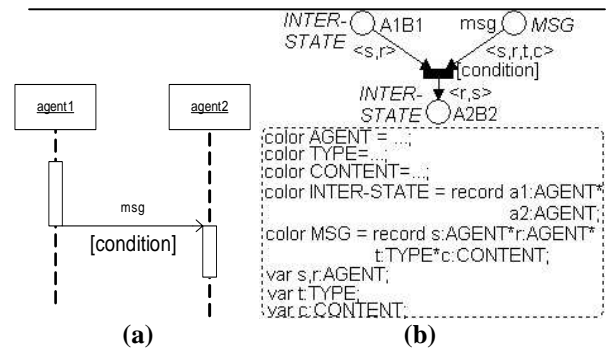 agent1
agent2
msg
[condition]
(a)
INTER-
STATE
A1B1
msg
MSG
<s,r>
<s,r,t,c>
[condition]
INTER-
STATE
<r,s>
A2B2
color AGENT = ...;
color TYPE=...;
color CONTENT=...;
color INTER-STATE = record a1:AGENT*
a2:AGENT;
color MSG = record s:AGENT*r:AGENT*
t:TYPE*c:CONTENT;
var s,r:AGENT;
var t:TYPE;
var c:CONTENT;
(b)